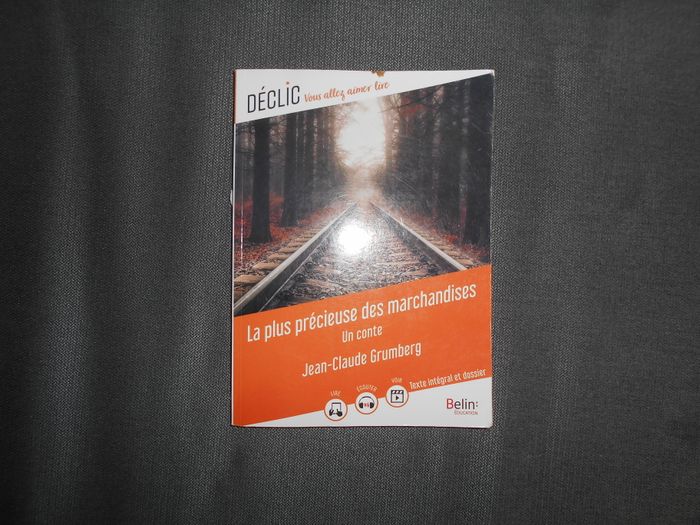 DÉCLIC Vous allez aimer lire
La plus précieuse des marchandises
Un conte
Jean-Claude Grumberg
LIRE ÉCOUTER VOIR Texte intégral et dossier
Belin:
ÉDUCATION